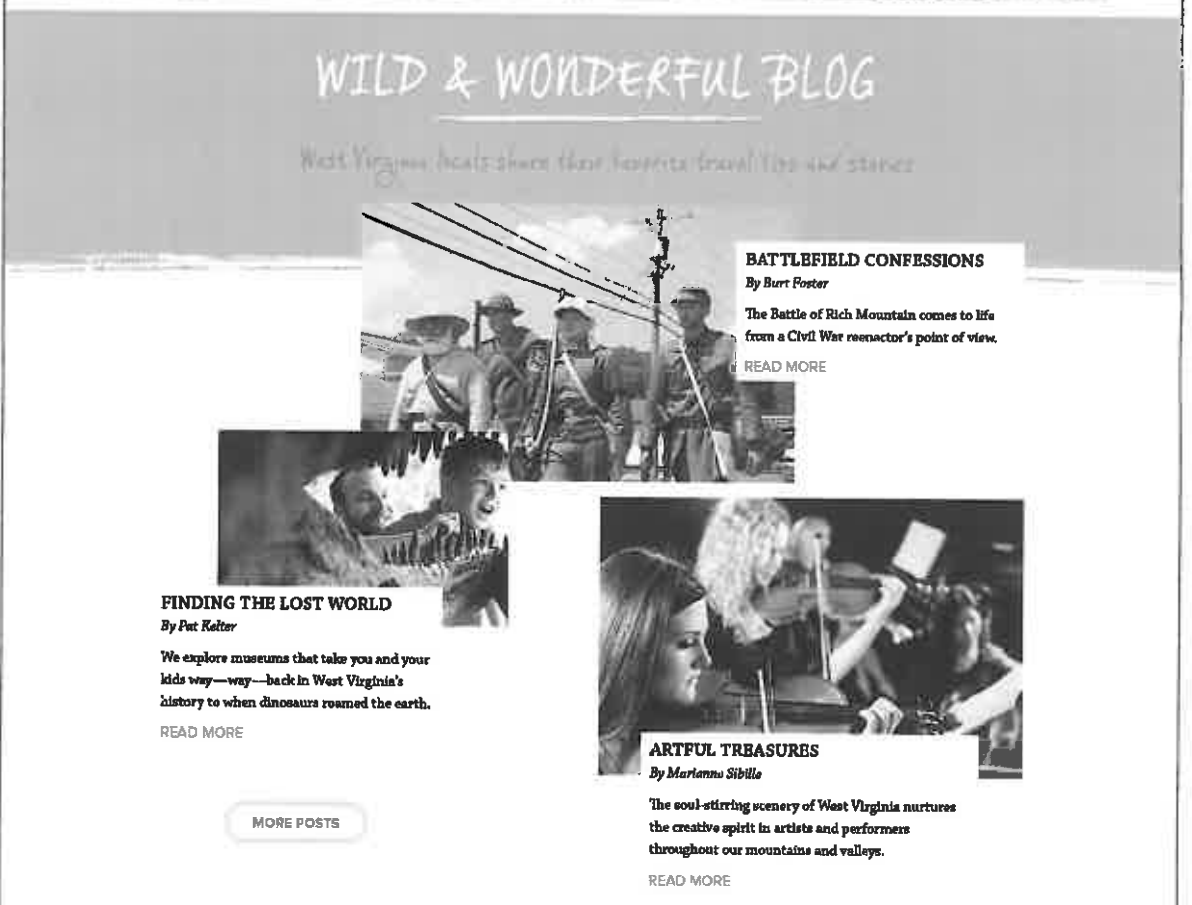 WILD & WONDERFUL BLOG
West Virginia locals share their favorite travel tips and stories
BATTLEFIELD CONFESSIONS
By Burt Foster
The Battle of Rich Mountain comes to life
from a Civil War reenactor's point of view.
READ MORE
FINDING THE LOST WORLD
By Pat Kelter
We explore museums that take you and your
kids way—way—back in West Virginia's
history to when dinosaurs roamed the earth.
READ MORE
MORE POSTS
ARTFUL TREASURES
By Marianna Sibille
The soul-stirring scenery of West Virginia nurtures
the creative spirit in artists and performers
throughout our mountains and valleys.
READ MORE